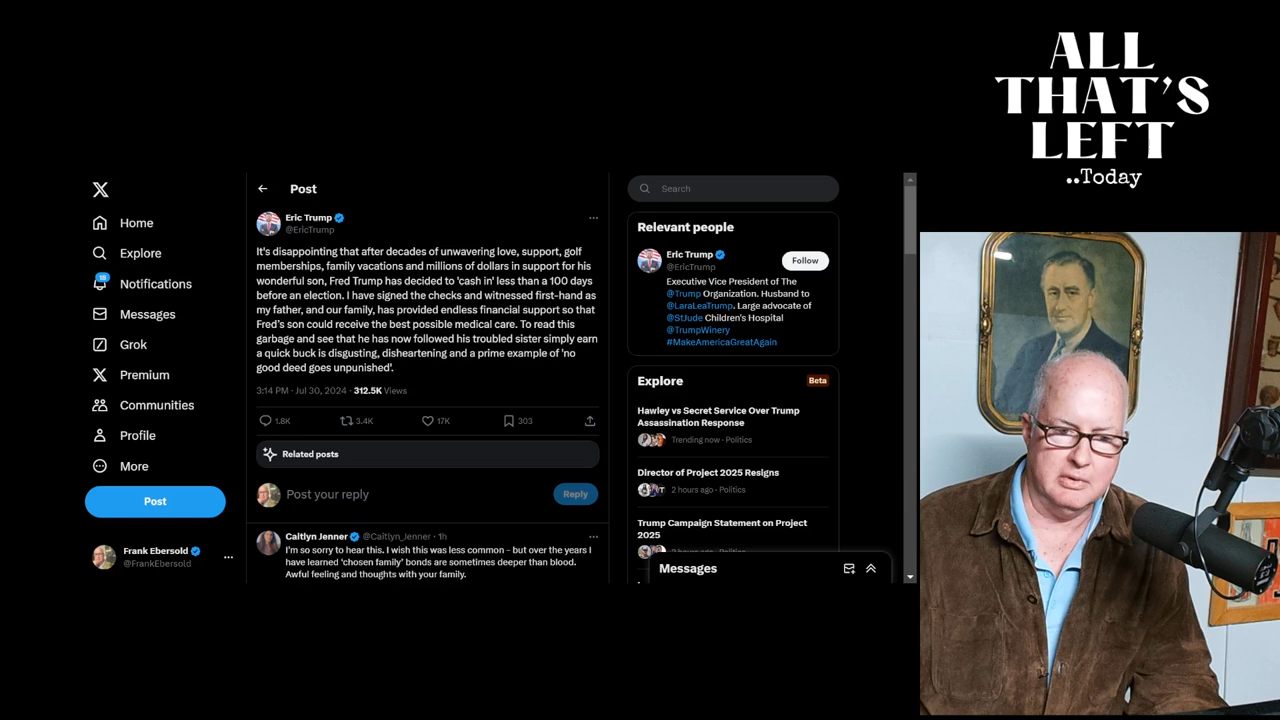 ALL
THAT'S
LEFT
..Today
Home
Explore
18
Notifications
Messages
Grok
Premium
Communities
Profile
More
Post
Frank Ebersold
@FrankEbersold
Post
Eric Trump
@EricTrump
It's disappointing that after decades of unwavering love, support, golf
memberships, family vacations and millions of dollars in support for his
wonderful son, Fred Trump has decided to 'cash in' less than a 100 days
before an election. I have signed the checks and witnessed first-hand as
my father, and our family, has provided endless financial support so that
Fred's son could receive the best possible medical care. To read this
garbage and see that he has now followed his troubled sister simply earn
a quick buck is disgusting, disheartening and a prime example of 'no
good deed goes unpunished'.
3:14 PM · Jul 30, 2024 · 312.5K Views
1.8K 3.4K 17K 303
Related posts
Post your reply
Reply
Caitlyn Jenner @Caitlyn_Jenner · 1h
I'm so sorry to hear this. I wish this was less common - but over the years I
have learned 'chosen family' bonds are sometimes deeper than blood.
Awful feeling and thoughts with your family.
Search
Relevant people
Eric Trump
@EricTrump
Follow
Executive Vice President of The
@Trump Organization. Husband to
@LaraLeaTrump. Large advocate of
@StJude Children's Hospital
@TrumpWinery
#MakeAmericaGreatAgain
Explore
Beta
Hawley vs Secret Service Over Trump
Assassination Response
Trending now · Politics
Director of Project 2025 Resigns
2 hours ago · Politics
Trump Campaign Statement on Project
2025
Messages